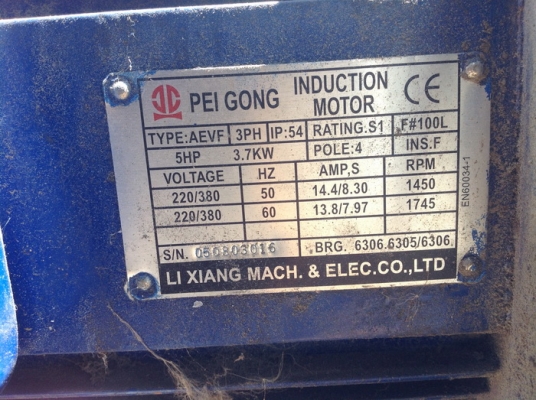 PEI GONG INDUCTION MOTOR CE
TYPE:AEVF 3PH IP:54 RATING.S1 F#100L
5HP 3.7KW POLE:4 INS.F
VOLTAGE HZ AMP,S RPM
220/380 50 14.4/8.30 1450
220/380 60 13.8/7.97 1745
S/N. BRG. 6306.6305/6306
LI XIANG MACH. & ELEC.CO.,LTD
EN60034-1